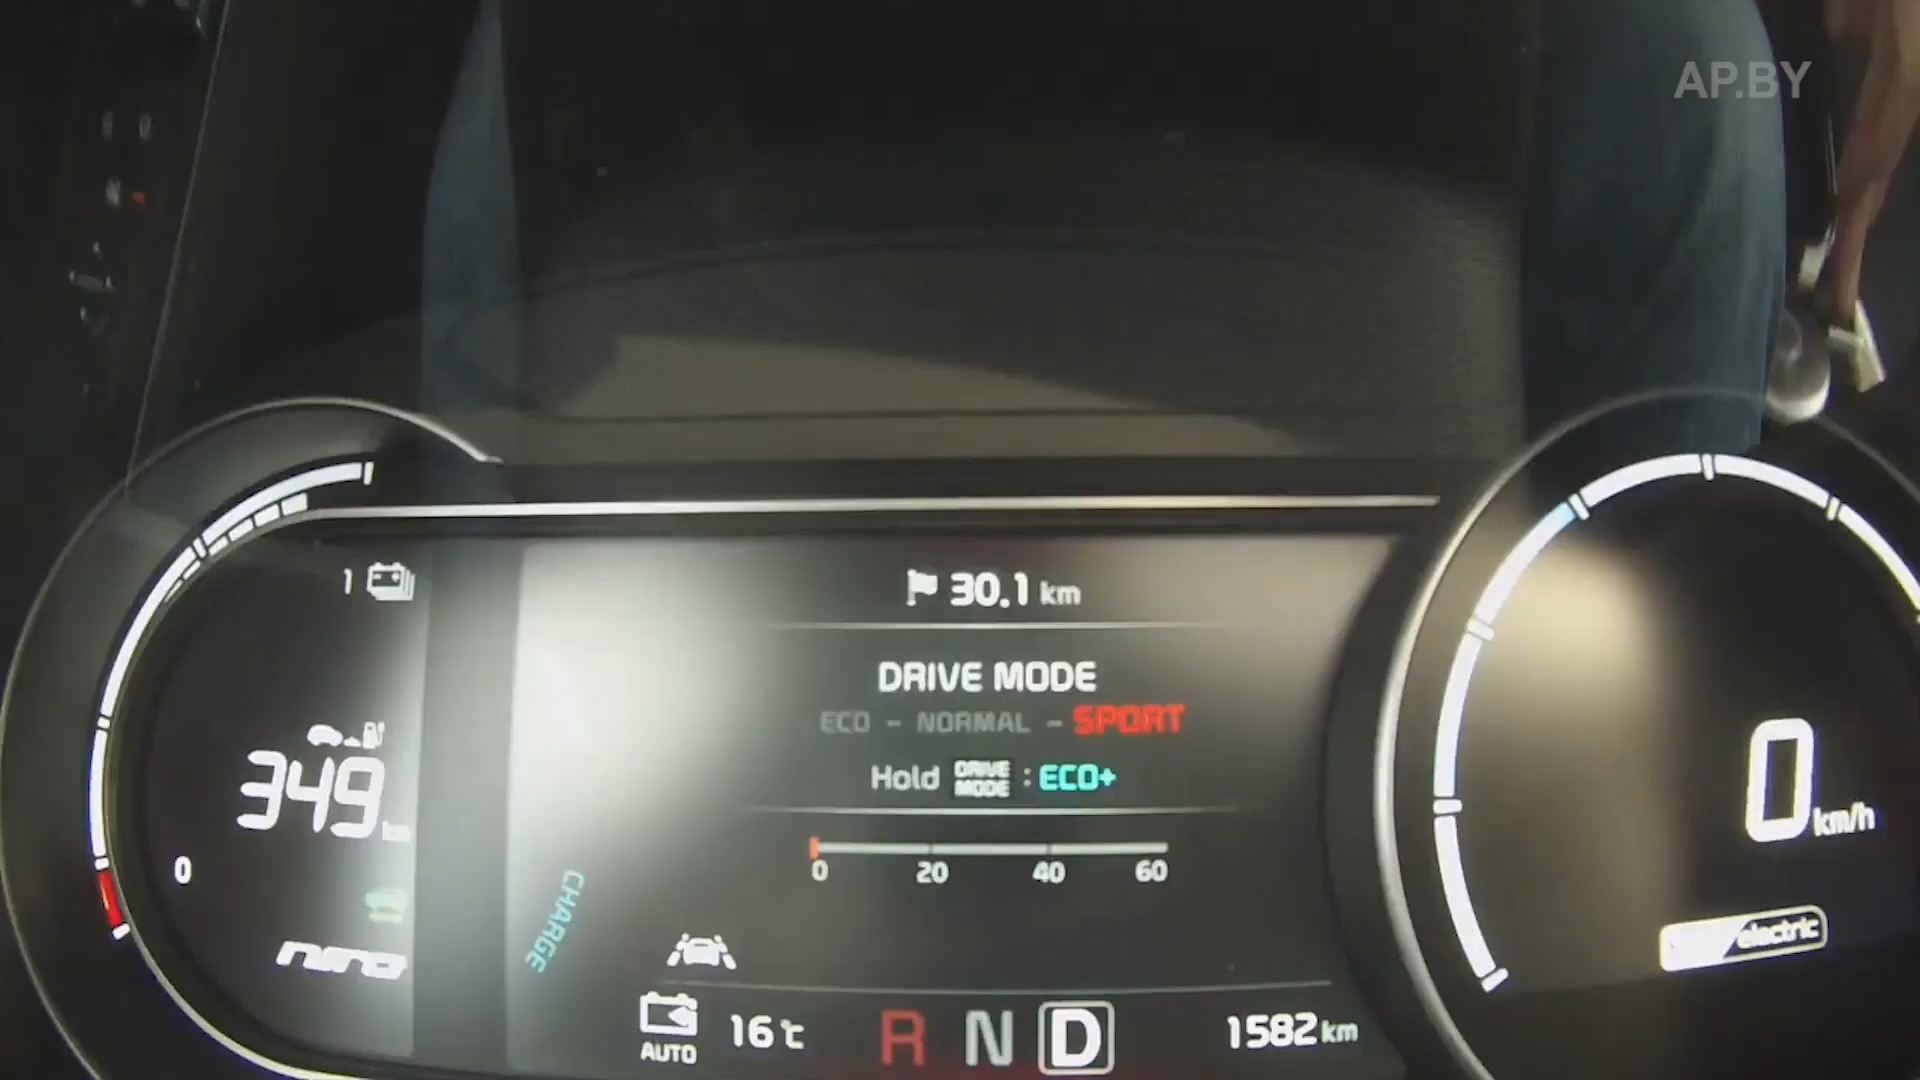 AP.BY
1
30.1 km
DRIVE MODE
ECO - NORMAL - SPORT
Hold DRIVE MODE : ECO+
349 km
0
0 20 40 60
0 km/h
CHARGE
niro
electric
AUTO
16°C
R N D
1582 km